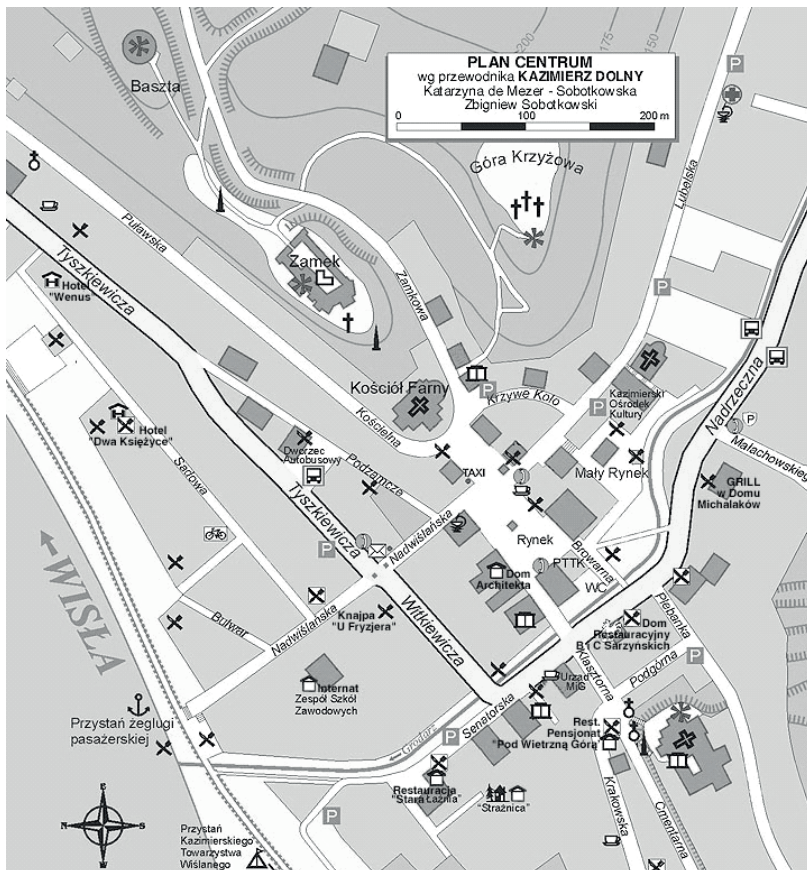 PLAN CENTRUM
wg przewodnika KAZIMIERZ DOLNY
Katarzyna de Mezer - Sobotkowska
Zbigniew Sobotkowski
0 100 200 m
200
175
150
P
Baszta
Góra Krzyżowa
Lubelska
Puławska
Tyszkiewicza
Zamek
Zamkowa
Hotel
"Wenus"
P
Nadrzeczna
Kościół Farny
P
Krzywe Koło
Kazimierski
Ośrodek
Kultury
P
Kościelna
P
Małachowskiego
Hotel
"Dwa Księżyce"
Dworzec
Autobusowy
Podzamcze
TAXI
Mały Rynek
GRILL
w Domu
Michalaków
Sadowa
Tyszkiewicza
Nadwiślańska
Rynek
P
Browarna
PTTK
WC
Dom
Architekta
WISŁA
Bulwar
Nadwiślańska
Knajpa
"U Fryzjera"
Witkiewicza
Plebanka
Dom
Restauracyjny
B i C Sarzyńskich
Klasztorna
Podgórna
P
Internat
Zespół Szkół
Zawodowych
Urząd
MiG
Przystań żeglugi
pasażerskiej
Grodarz
P
Senatorska
Rest.
Pensjonat
"Pod Wietrzną Górą"
Restauracja
"Stara Łaźnia"
"Strażnica"
P
Krakowska
Cmentarna
E
N
S
W
Przystań
Kazimierskiego
Towarzystwa
Wiślanego